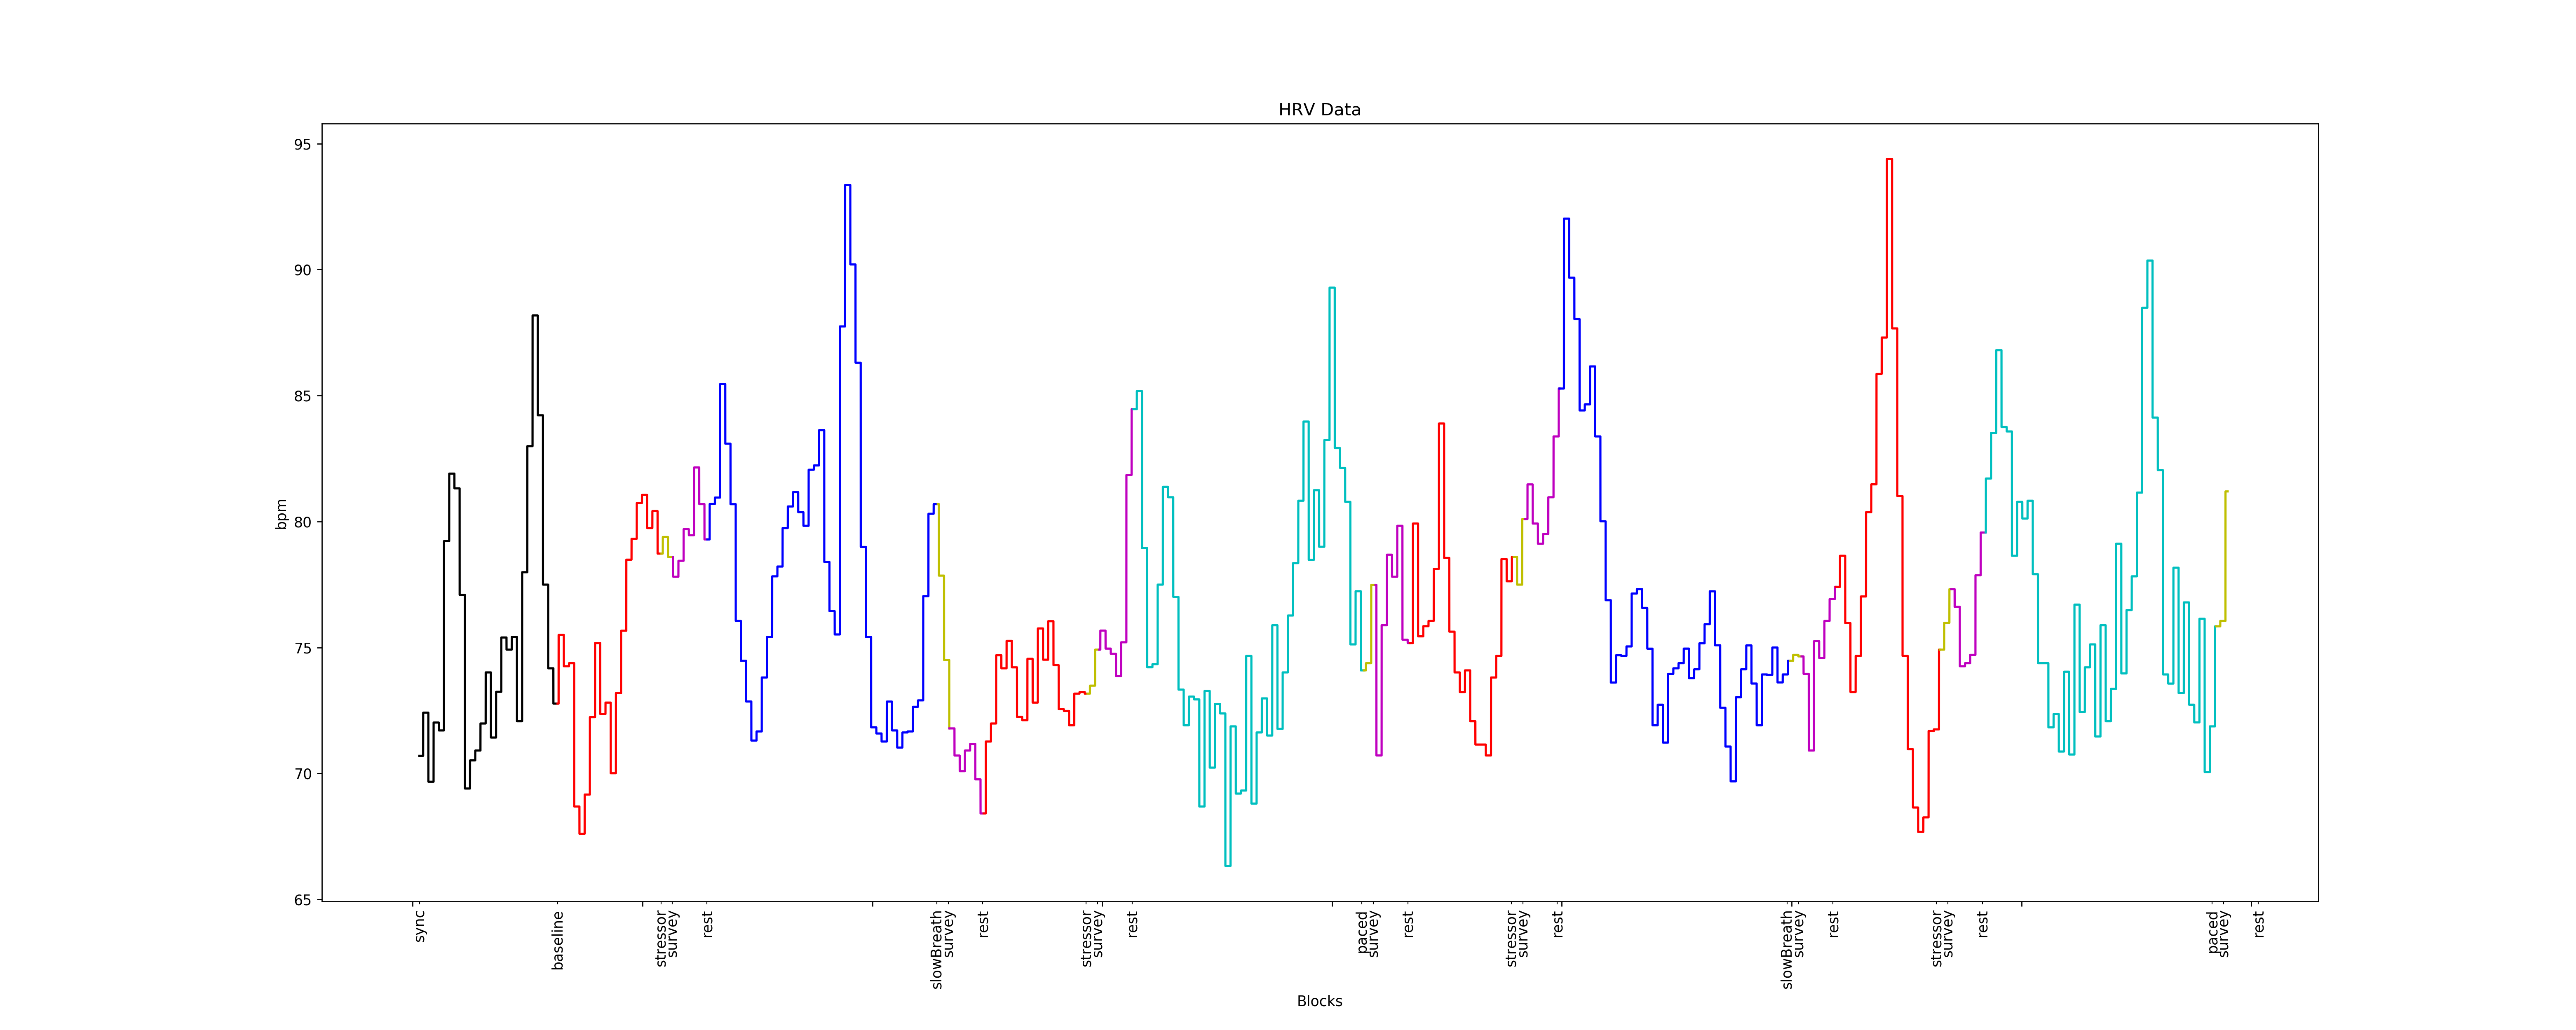 HRV Data
95
90
85
80
75
70
65
bpm
sync
baseline
stressor
survey
rest
slowBreath
survey
rest
stressor
survey
rest
paced
survey
rest
stressor
survey
rest
slowBreath
survey
rest
stressor
survey
rest
paced
survey
rest
Blocks